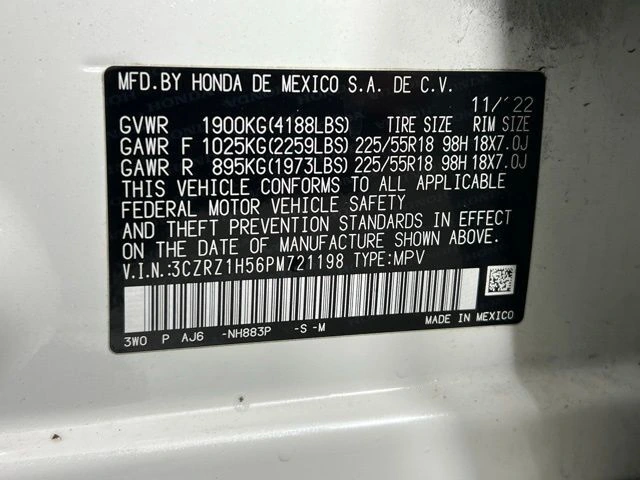 MFD.BY HONDA DE MEXICO S.A. DE C.V.
11/'22
GVWR 1900KG(4188LBS) TIRE SIZE RIM SIZE
GAWR F 1025KG(2259LBS) 225/55R18 98H 18X7.0J
GAWR R 895KG(1973LBS) 225/55R18 98H 18X7.0J
THIS VEHICLE CONFORMS TO ALL APPLICABLE
FEDERAL MOTOR VEHICLE SAFETY
AND THEFT PREVENTION STANDARDS IN EFFECT
ON THE DATE OF MANUFACTURE SHOWN ABOVE.
V.I.N.:3CZRZ1H56PM721198 TYPE:MPV
3WO P AJ6 -NH883P -S -M
MADE IN MEXICO